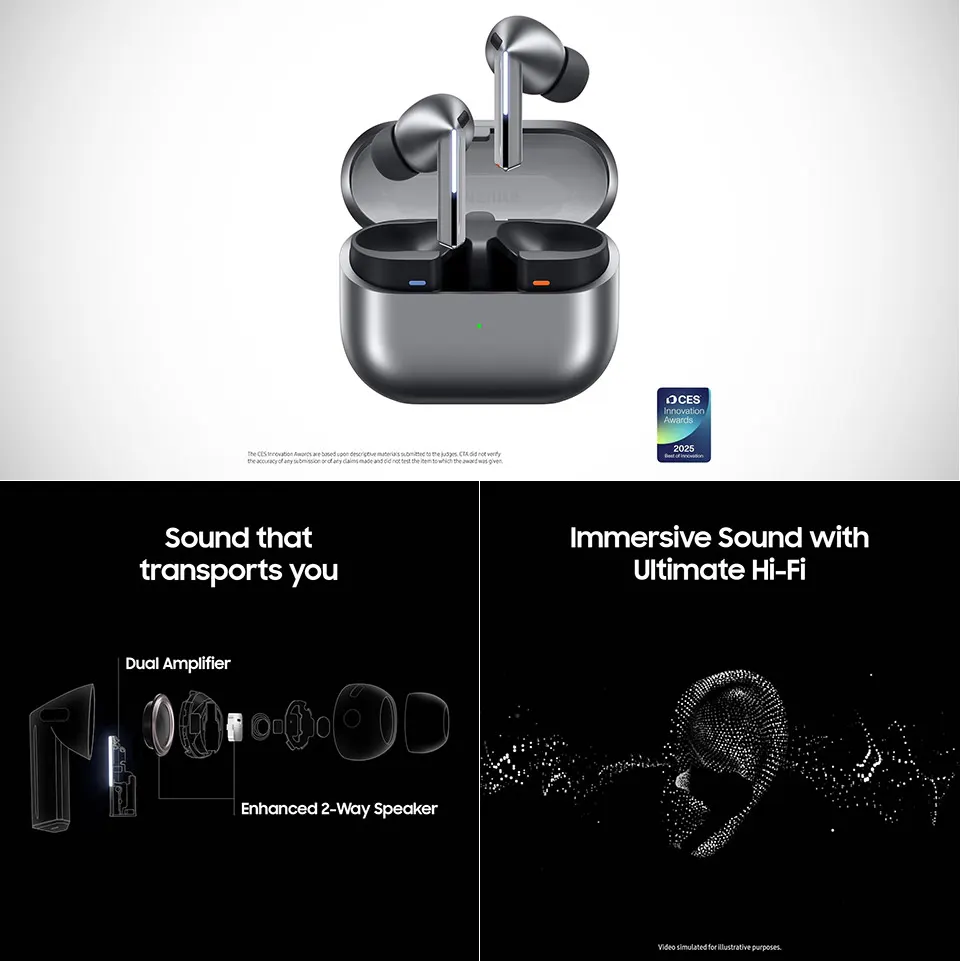 The CES Innovation Awards are based upon descriptive materials submitted to the judges. CTA did not verify
the accuracy of any submission or of any claims made and did not test the item to which the award was given.
CES
Innovation
Awards
2025
Best of Innovation
Sound that
transports you
Dual Amplifier
Enhanced 2-Way Speaker
Immersive Sound with
Ultimate Hi-Fi
Video simulated for illustrative purposes.